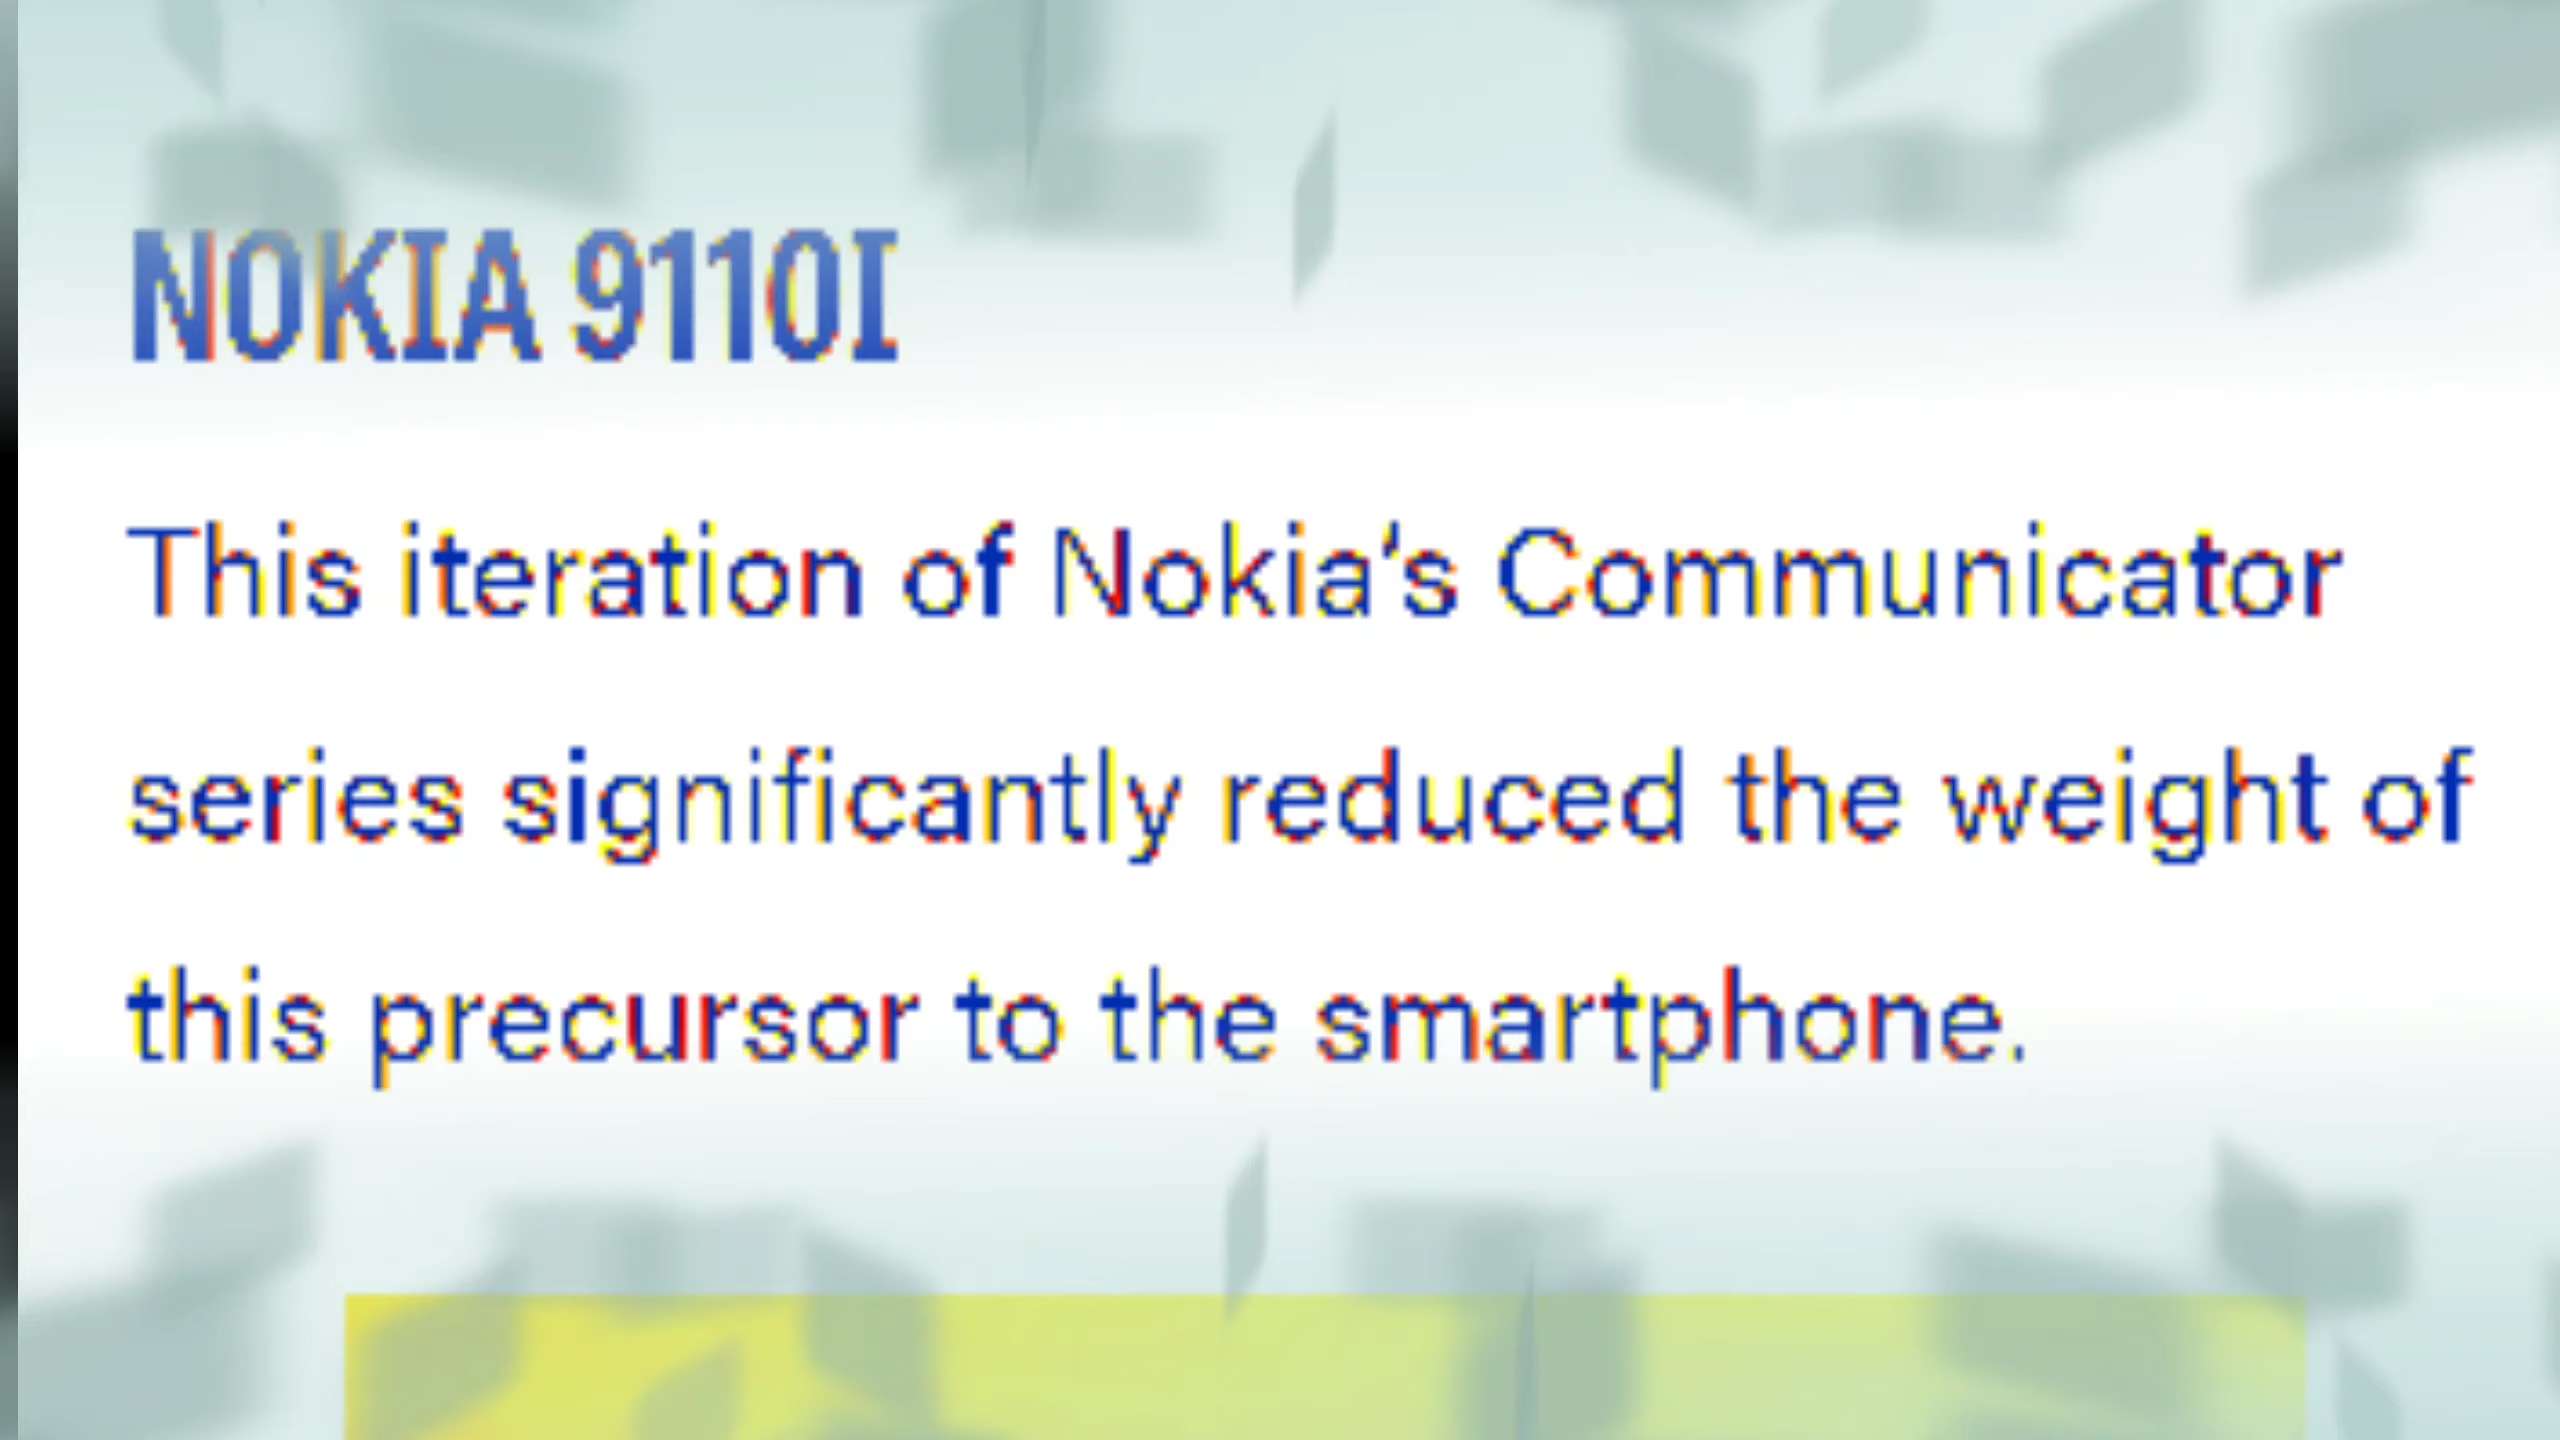 NOKIA 9110I
This iteration of Nokia's Communicator
series significantly reduced the weight of
this precursor to the smartphone.